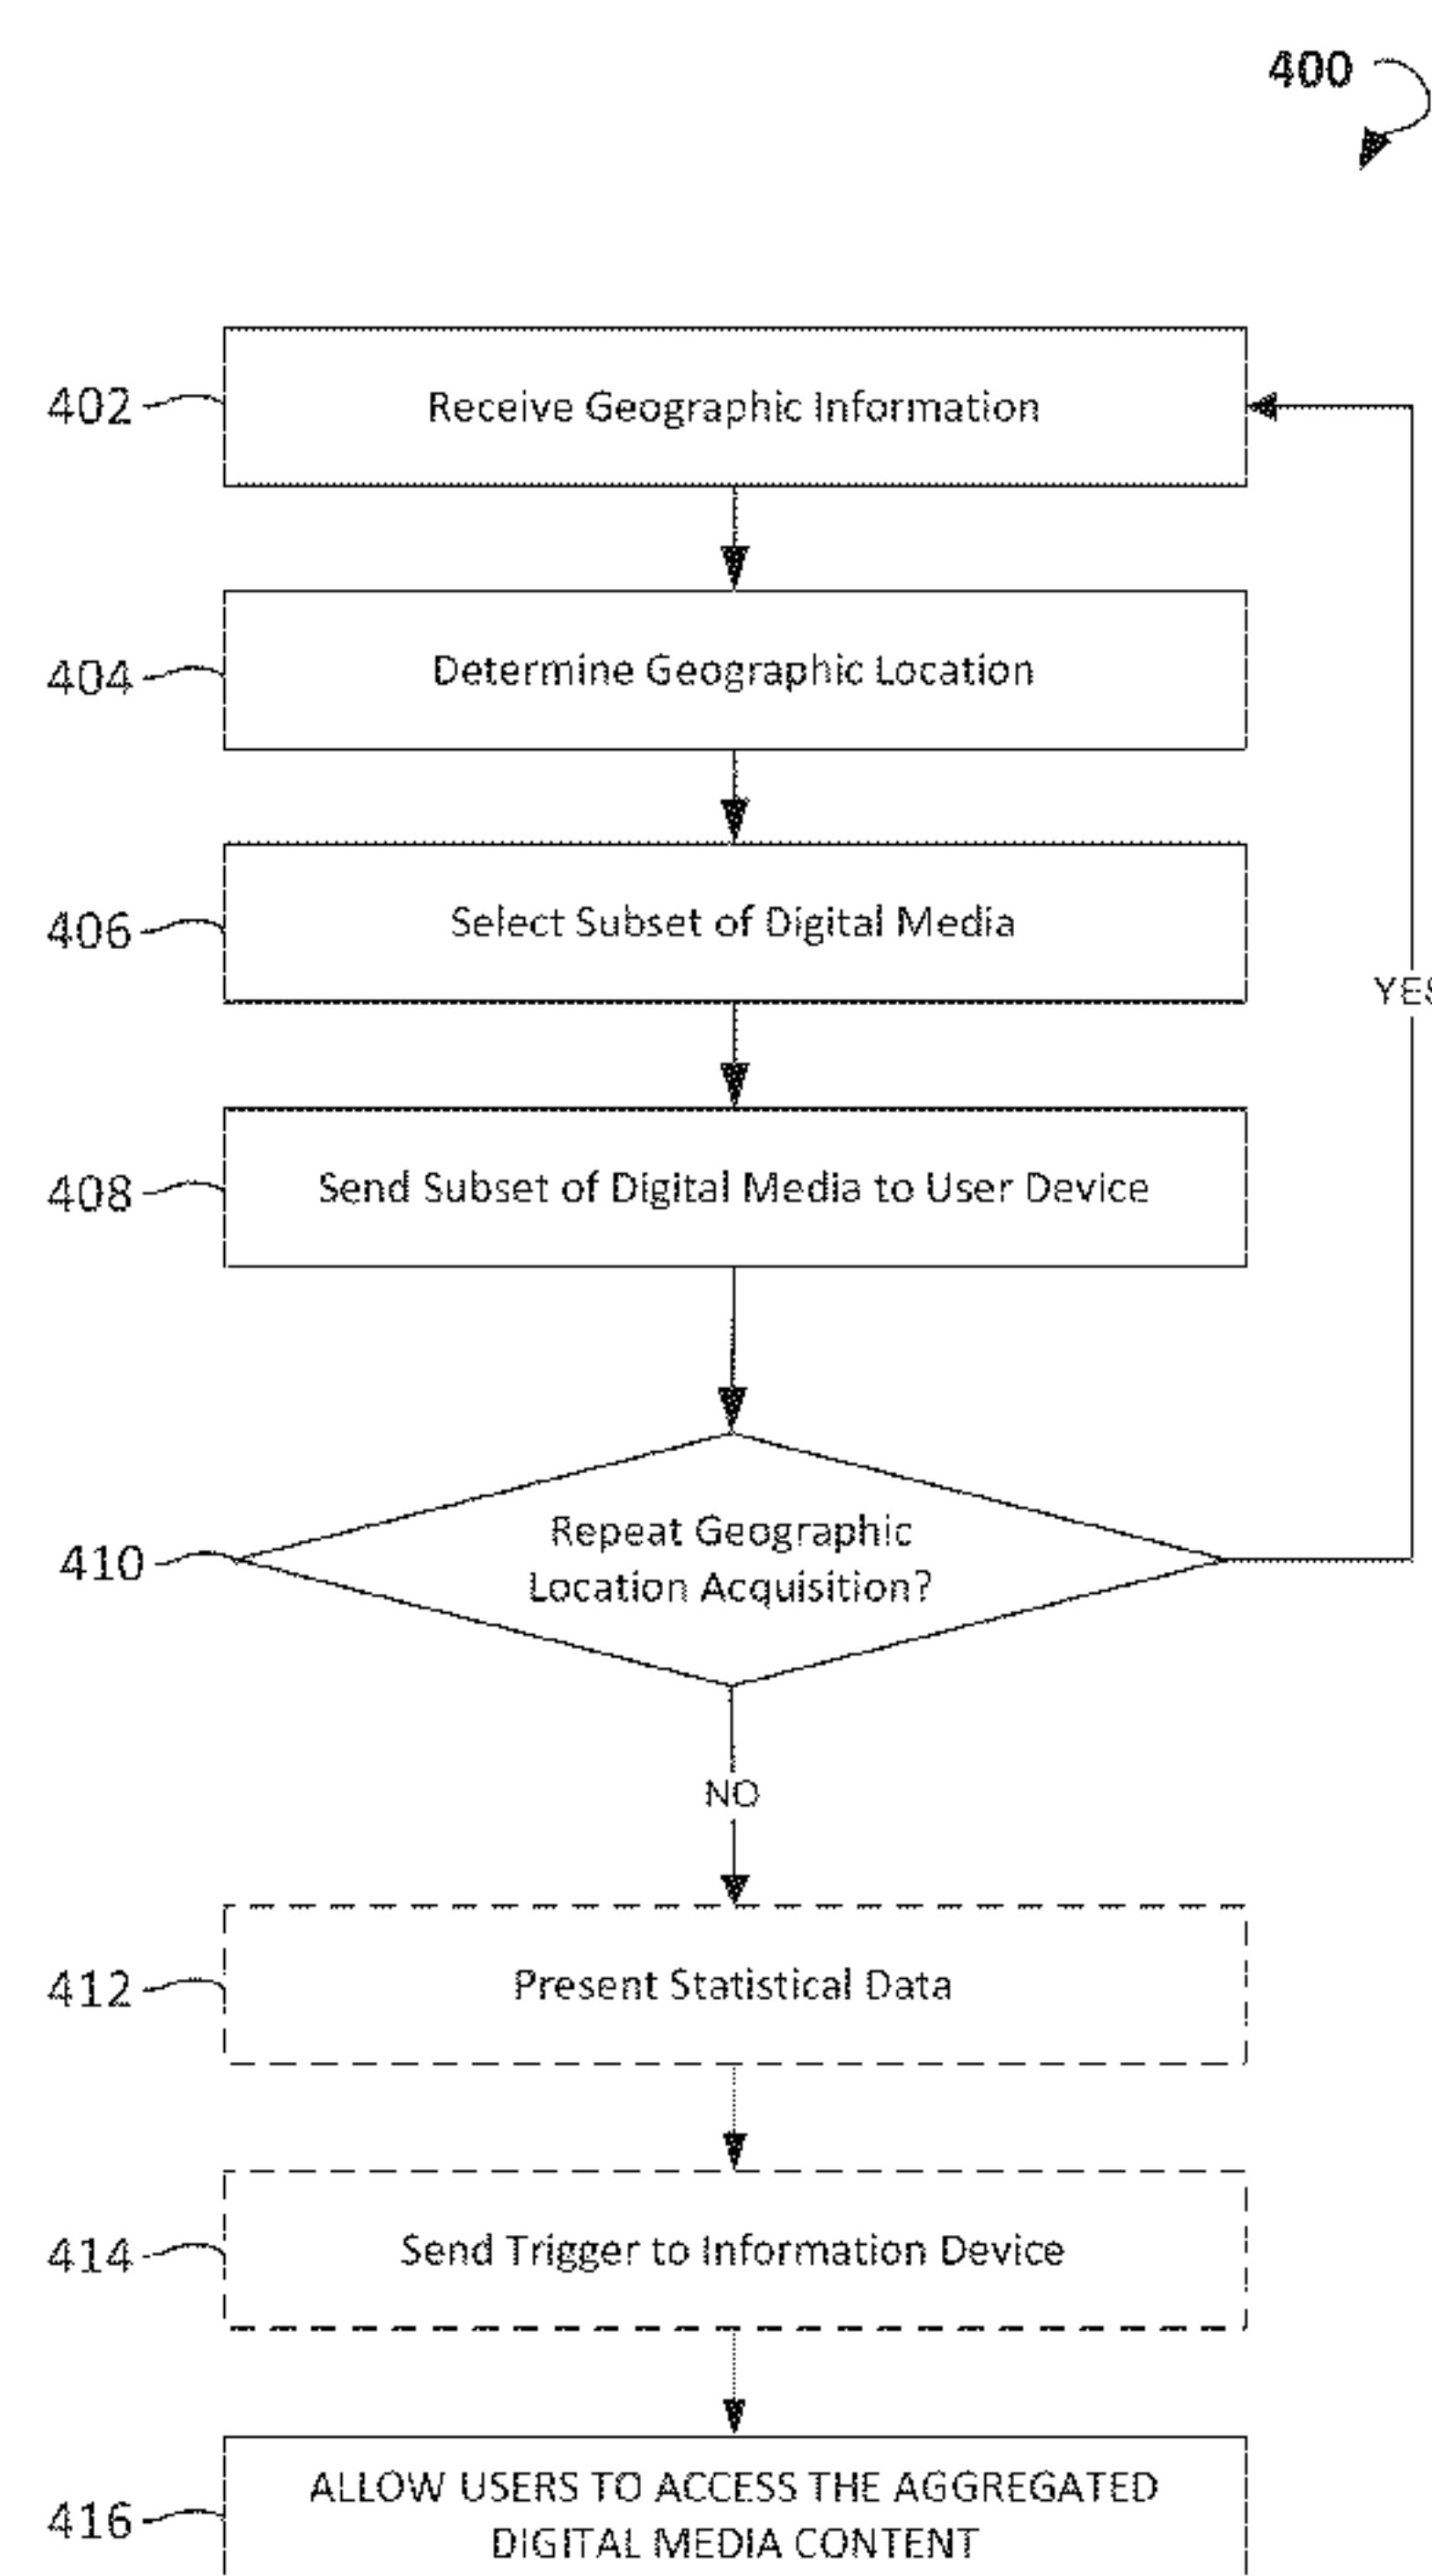 400
402
Receive Geographic Information
404
Determine Geographic Location
406
Select Subset of Digital Media
YES
408
Send Subset of Digital Media to User Device
410
Repeat Geographic
Location Acquisition?
NO
412
Present Statistical Data
414
Send Trigger to Information Device
416
ALLOW USERS TO ACCESS THE AGGREGATED
DIGITAL MEDIA CONTENT